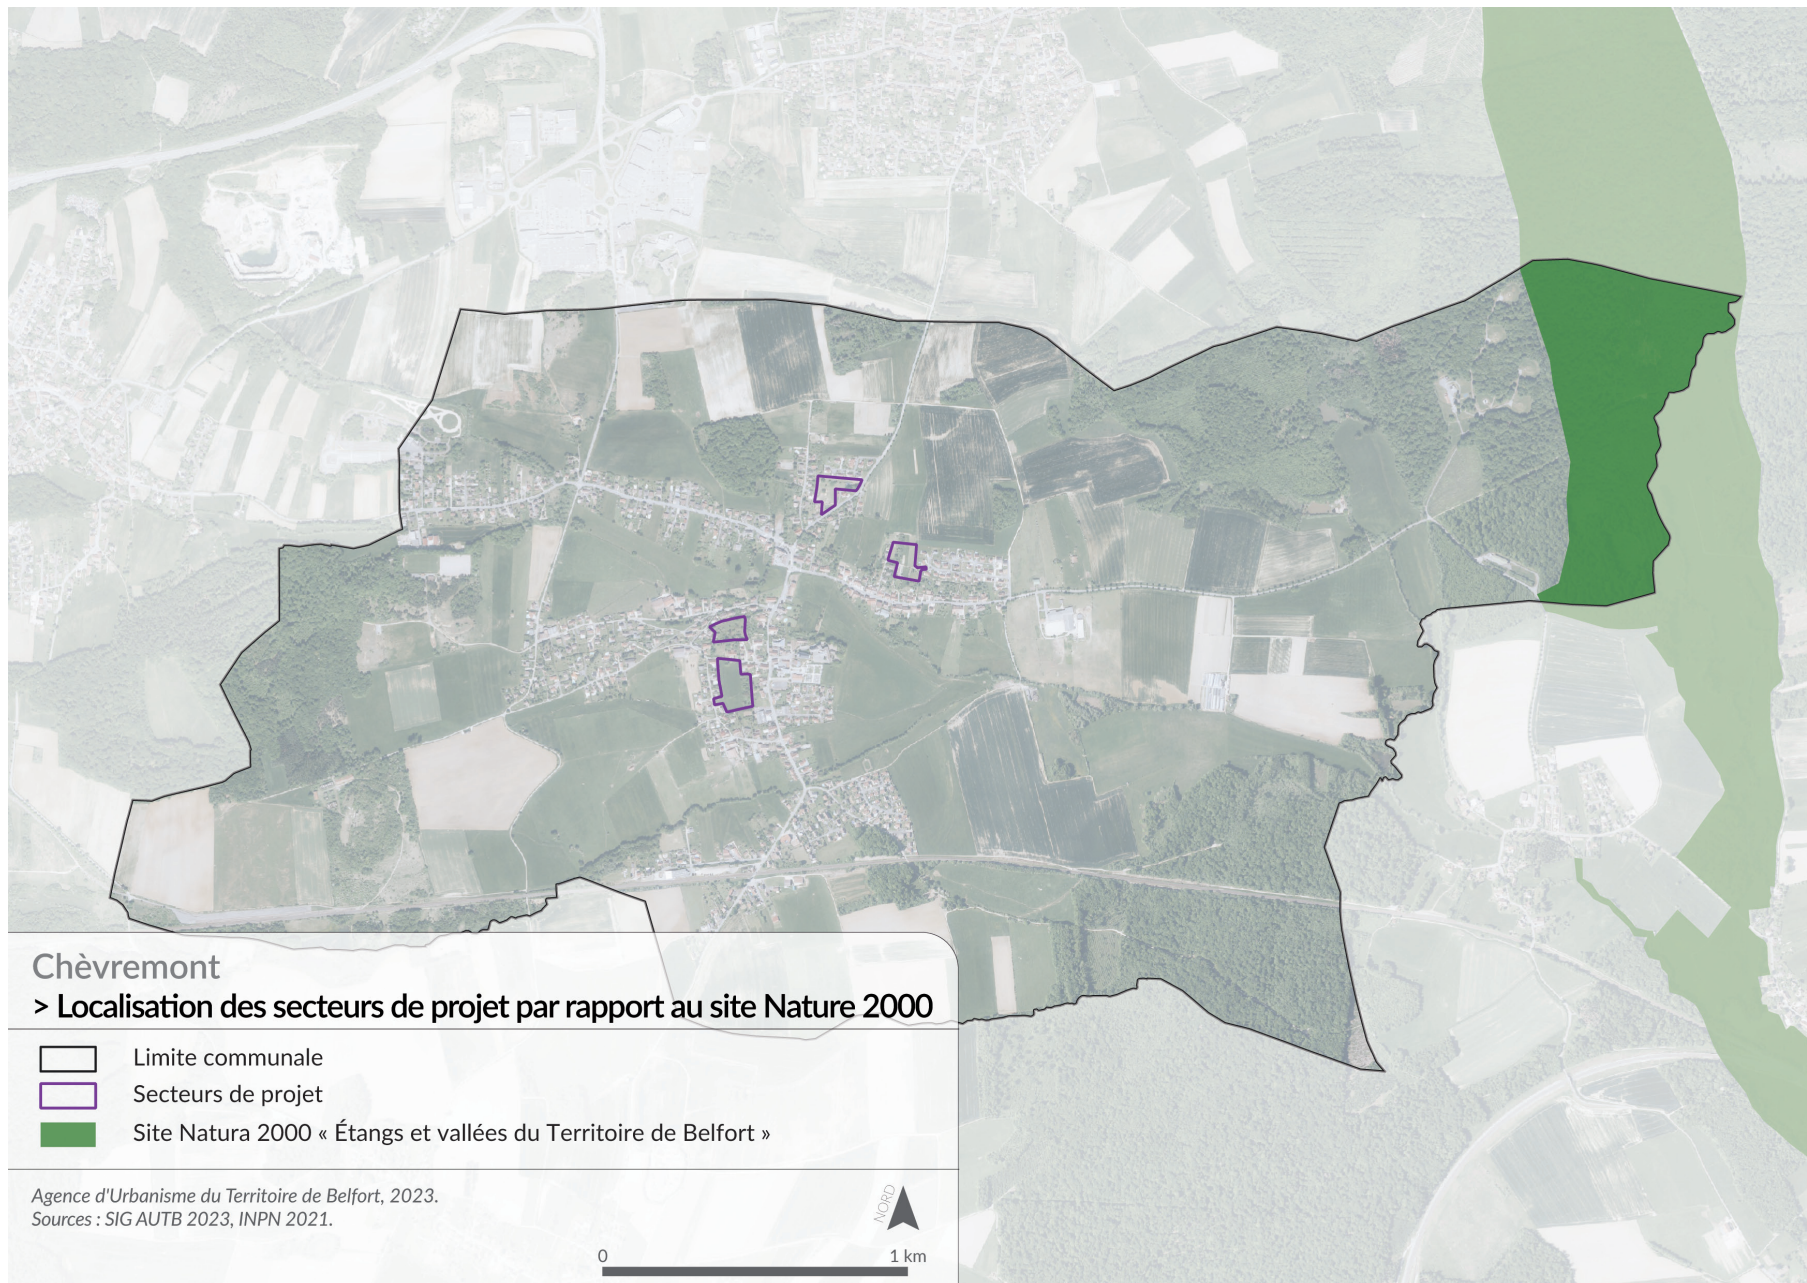 Chèvremont
> Localisation des secteurs de projet par rapport au site Nature 2000
Limite communale
Secteurs de projet
Site Natura 2000 « Étangs et vallées du Territoire de Belfort »
Agence d'Urbanisme du Territoire de Belfort, 2023.
Sources : SIG AUTB 2023, INPN 2021.
NORD
0 1 km